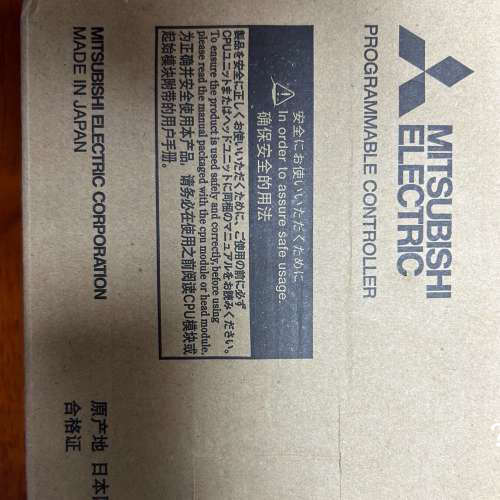 MITSUBISHI
ELECTRIC
PROGRAMMABLE CONTROLLER
安全にお使いいただくために
In order to assure safe usage.
确保安全的用法
製品を安全に正しくお使いいただくために、ご使用の前に必ず
CPUユニットまたはヘッドユニットに同梱のマニュアルをお読みください。
To ensure the product is used safely and correctly,before using
please read the manual packaged with the cpu module or head module.
为正确并安全使用本产品，请务必在使用之前阅读CPU模块或
起始模块附带的用户手册。
MITSUBISHI ELECTRIC CORPORATION
MADE IN JAPAN
原产地 日本
合格证